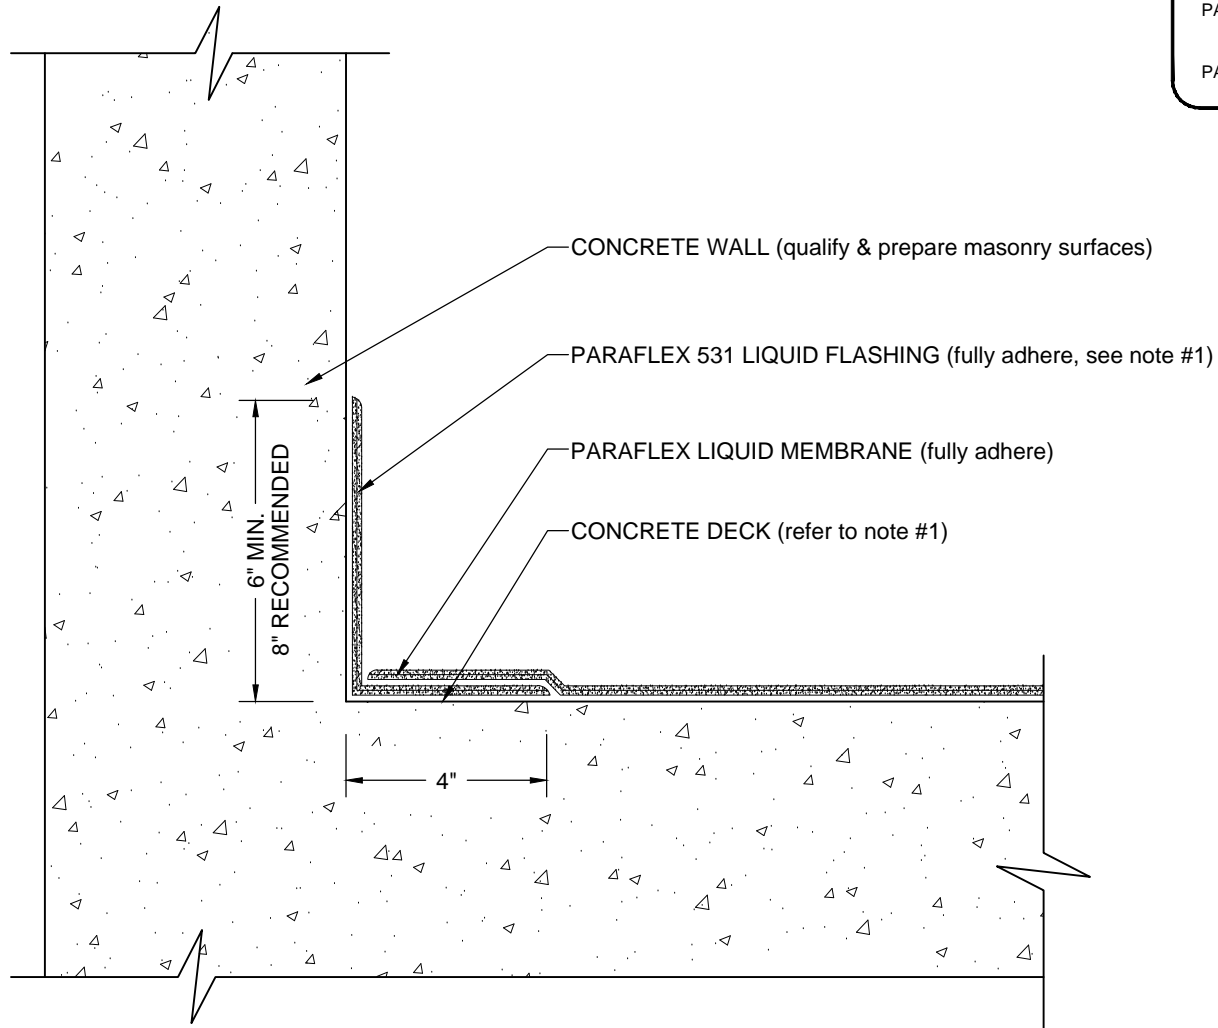 CONCRETE WALL (qualify & prepare masonry surfaces)
PARAFLEX 531 LIQUID FLASHING (fully adhere, see note #1)
PARAFLEX LIQUID MEMBRANE (fully adhere)
CONCRETE DECK (refer to note #1)
6" MIN.
8" RECOMMENDED
4"